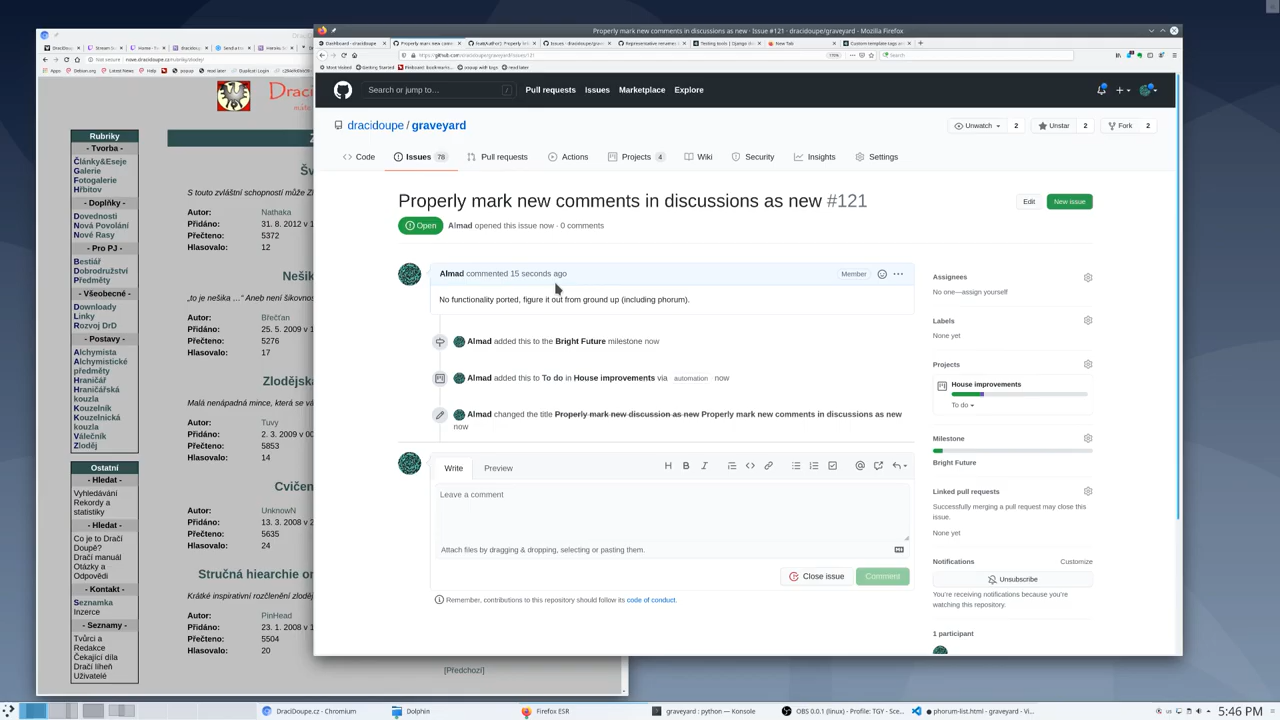 Properly mark new comments in discussions as new · Issue #121 · dracidoupe/graveyard - Mozilla Firefox
Search or jump to…
/
Pull requests
Issues
Marketplace
Explore
dracidoupe / graveyard
Unwatch
2
Unstar
2
Fork
2
Code
Issues 78
Pull requests
Actions
Projects 4
Wiki
Security
Insights
Settings
Properly mark new comments in discussions as new #121
Edit
New issue
Open
Almad opened this issue now · 0 comments
Almad commented 15 seconds ago
Member
No functionality ported, figure it out from ground up (including phorum).
Almad added this to the Bright Future milestone now
Almad added this to To do in House improvements via automation now
Almad changed the title Properly mark new discussion as new Properly mark new comments in discussions as new
now
Write
Preview
Leave a comment
Attach files by dragging & dropping, selecting or pasting them.
Close issue
Comment
Remember, contributions to this repository should follow its code of conduct.
Assignees
No one—assign yourself
Labels
None yet
Projects
House improvements
To do
Milestone
Bright Future
Linked pull requests
Successfully merging a pull request may close this
issue.
None yet
Notifications
Customize
Unsubscribe
You're receiving notifications because you're
watching this repository.
1 participant
Rubriky
- Tvorba -
Články&Eseje
Galerie
Fotogalerie
Hřbitov
- Doplňky -
Dovednosti
Nová Povolání
Nové Rasy
- Pro PJ -
Bestiář
Dobrodružství
Předměty
- Všeobecné -
Downloady
Linky
Rozvoj DrD
- Postavy -
Alchymista
Alchymistické
předměty
Hraničář
Hraničářská
kouzla
Kouzelník
Kouzelnická
kouzla
Válečník
Zloděj
Ostatní
- Hledat -
Vyhledávání
Rekordy a
statistiky
- Hledat -
Co je to Dračí
Doupě?
Dračí manuál
Otázky a
Odpovědi
- Kontakt -
Seznamka
Inzerce
- Seznamy -
Tvůrci a
Redakce
Čekající díla
Dračí líheň
Uživatelé
S touto zvláštní schopností může
Autor: Nathaka
Přidáno: 31. 8. 2012 v
Přečteno: 5372
Hlasovalo: 12
„to je nešika …“ Aneb není šikovno
Autor: Břečťan
Přidáno: 25. 5. 2009 v
Přečteno: 5276
Hlasovalo: 17
Zlodějská
Malá nenápadná mince, která se vá
Autor: Tuvy
Přidáno: 2. 3. 2009 v 00
Přečteno: 5853
Hlasovalo: 14
Cvičen
Autor: UnknowN
Přidáno: 13. 3. 2008 v
Přečteno: 5635
Hlasovalo: 24
Stručná hiearchie
Krátké inspirativní rozčlenění zloděj
Autor: PinHead
Přidáno: 23. 1. 2008 v
Přečteno: 5504
Hlasovalo: 20
[Předchozí]
DraciDoupe.cz - Chromium
Dolphin
Firefox ESR
graveyard : python — Konsole
OBS 0.0.1 (linux) - Profile: TGY - Sce…
phorum-list.html - graveyard - Vi…
5:46 PM